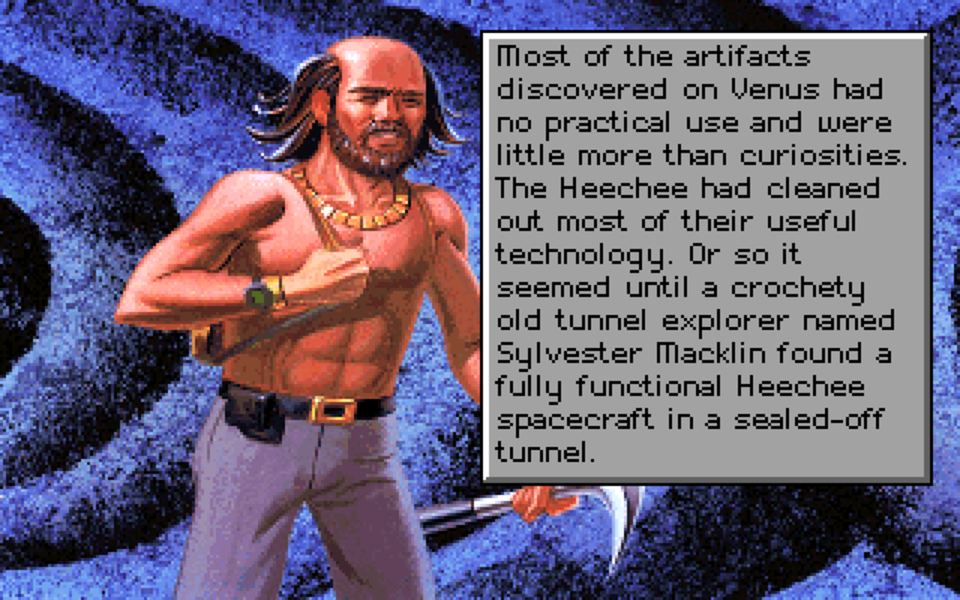 Most of the artifacts
discovered on Venus had
no practical use and were
little more than curiosities.
The Heechee had cleaned
out most of their useful
technology. Or so it
seemed until a crochety
old tunnel explorer named
Sylvester Macklin found a
fully functional Heechee
spacecraft in a sealed-off
tunnel.